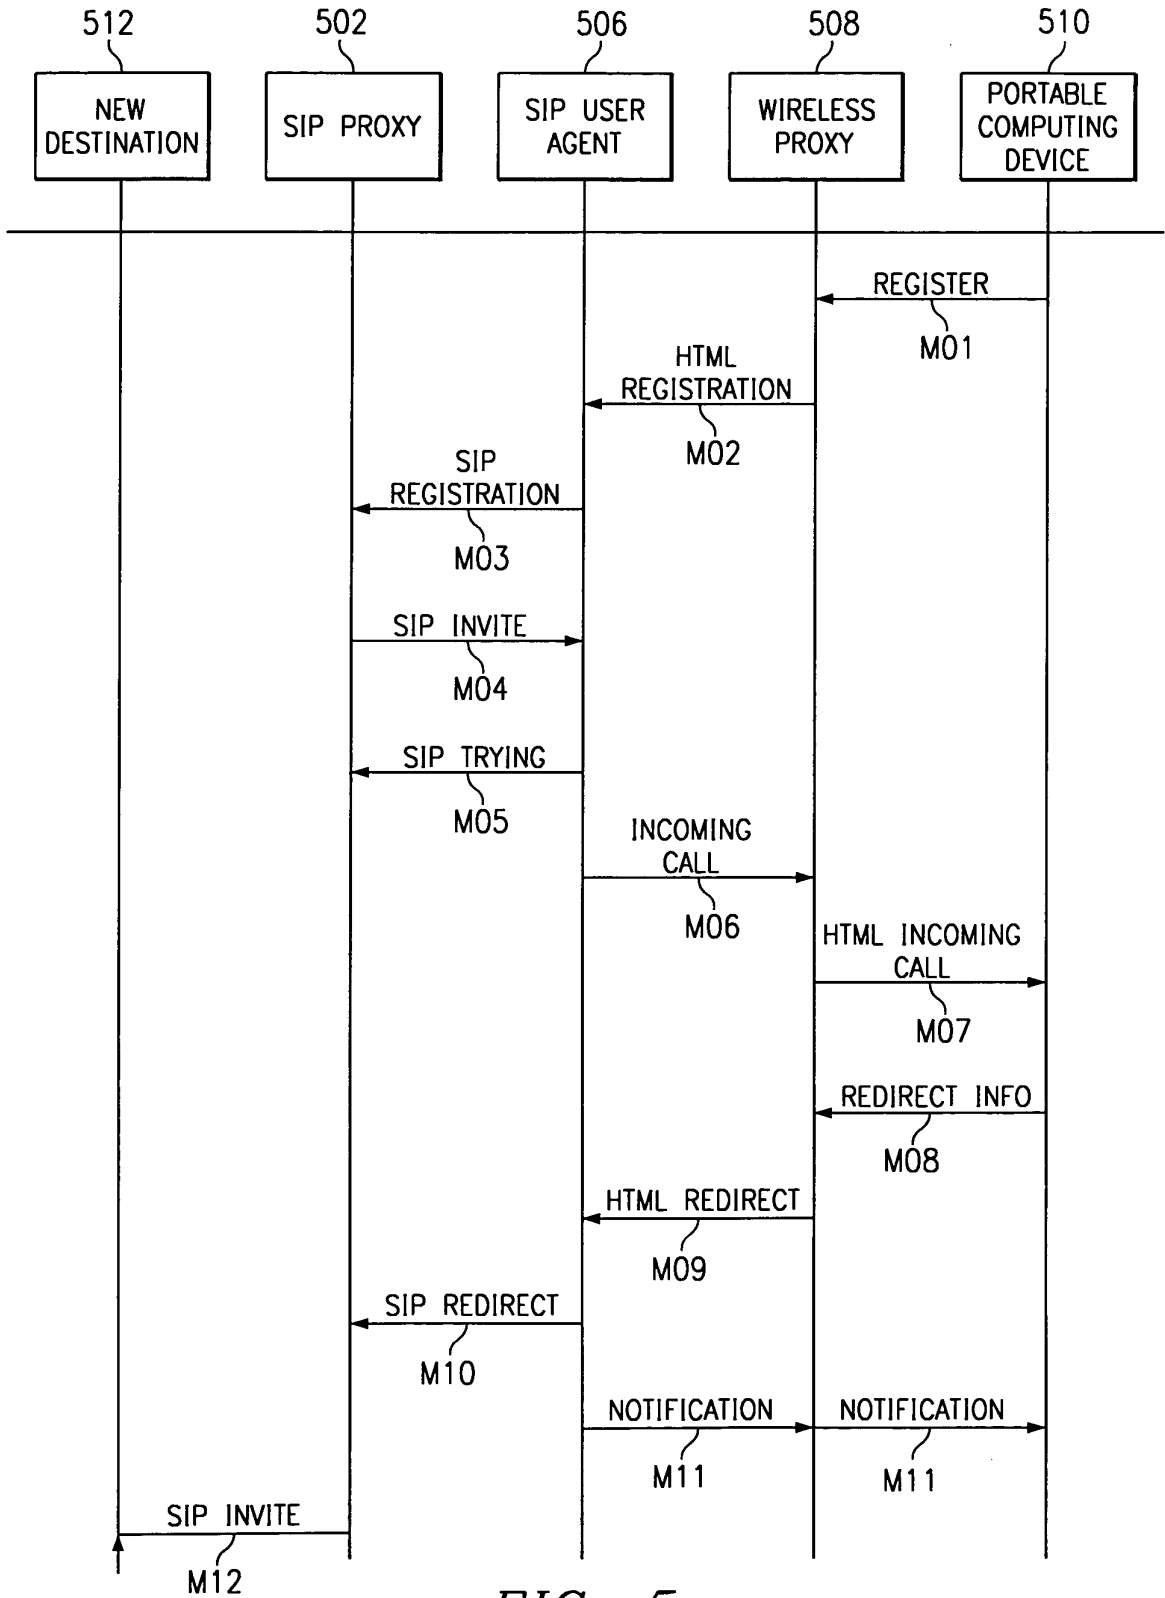 512
502
506
508
510
NEW
DESTINATION
SIP PROXY
SIP USER
AGENT
WIRELESS
PROXY
PORTABLE
COMPUTING
DEVICE
REGISTER
M01
HTML
REGISTRATION
M02
SIP
REGISTRATION
M03
SIP INVITE
M04
SIP TRYING
M05
INCOMING
CALL
M06
HTML INCOMING
CALL
M07
REDIRECT INFO
M08
HTML REDIRECT
M09
SIP REDIRECT
M10
NOTIFICATION
M11
NOTIFICATION
M11
SIP INVITE
M12
FIG. 5